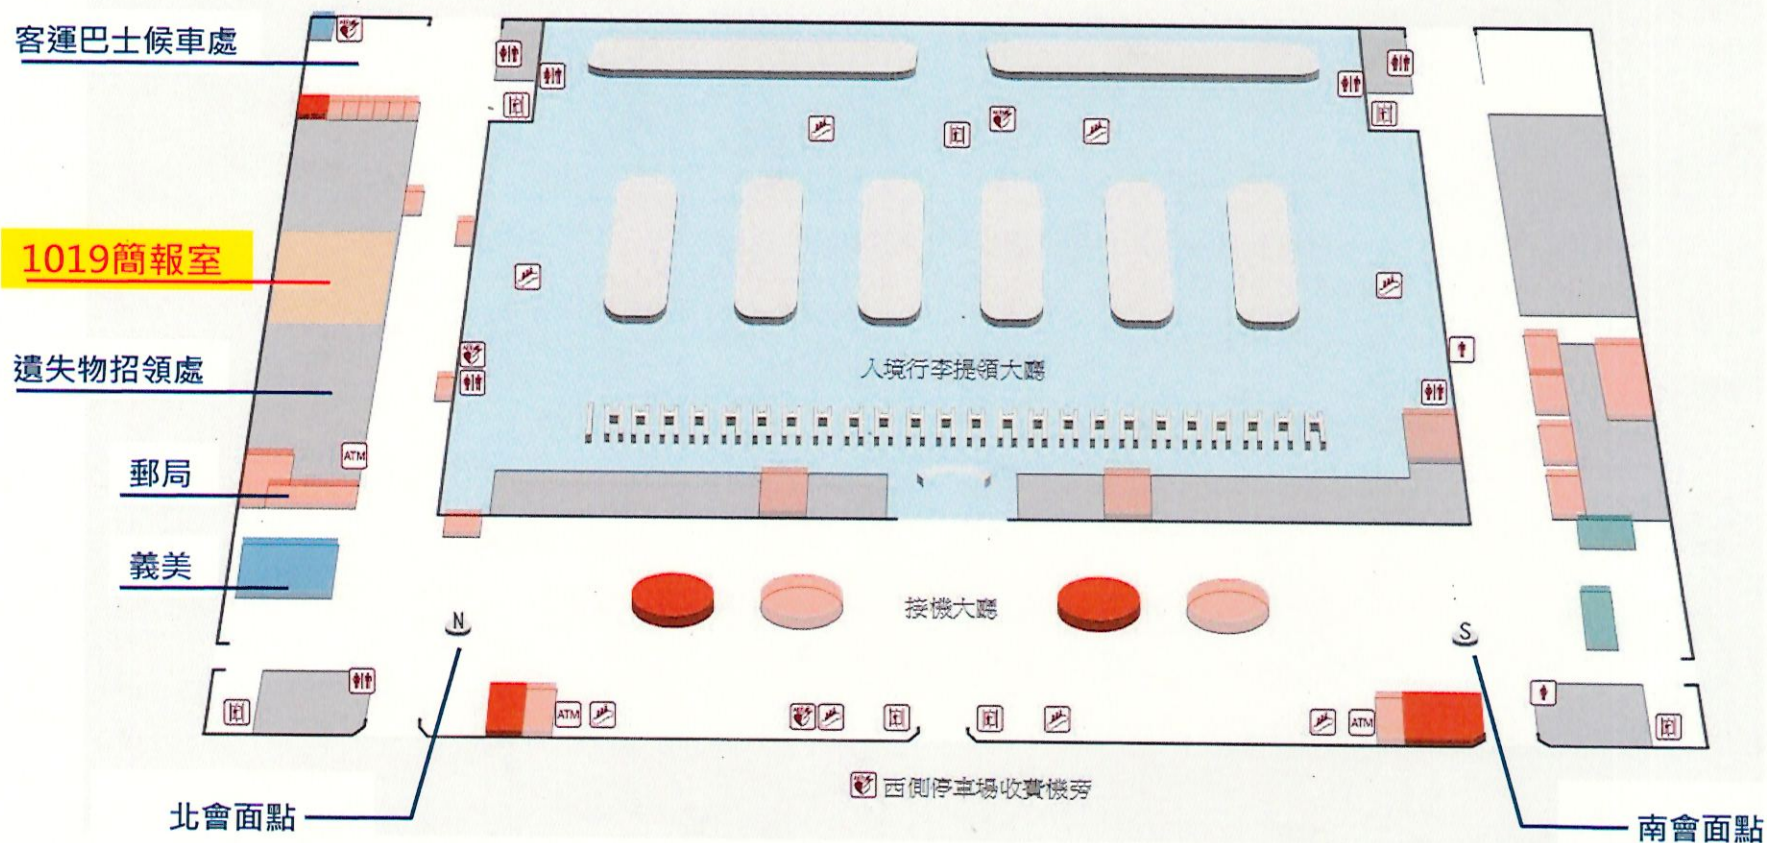 客運巴士候車處
1019簡報室
遺失物招領處
入境行李提領大廳
ATM
郵局
義美
接機大廳
N
S
ATM
ATM
西側停車場收費機旁
北會面點
南會面點